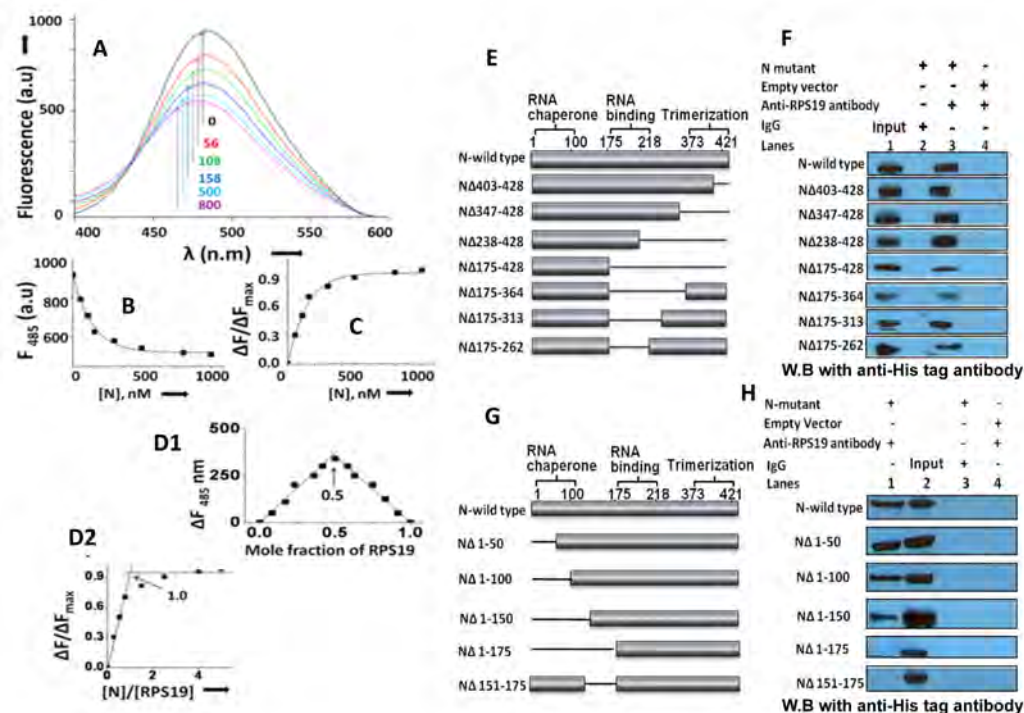 A
1000
500
0
Fluorescence (a.u)
0
56
109
158
500
800
400 450 500 550 600
λ (n.m)
B
1000
800
600
F 485 (a.u)
0 500 1000
[N], nM
C
0.9
0.6
0.3
0.0
ΔF/ΔFmax
0 500 1000
[N], nM
D1
500
250
0
ΔF 485 nm
0.5
0.0 0.5 1.0
Mole fraction of RPS19
D2
0.9
0.6
0.3
0.0
ΔF/ΔFmax
1.0
0 2 4
[N]/[RPS19]
E
RNA chaperone
RNA binding
Trimerization
1 100 175 218 373 421
N-wild type
NΔ403-428
NΔ347-428
NΔ238-428
NΔ175-428
NΔ175-364
NΔ175-313
NΔ175-262
F
N mutant - + + -
Empty vector - - - +
Anti-RPS19 antibody - - + +
IgG Input + - -
Lanes 1 2 3 4
N-wild type
NΔ403-428
NΔ347-428
NΔ238-428
NΔ175-428
NΔ175-364
NΔ175-313
NΔ175-262
W.B with anti-His tag antibody
G
RNA chaperone
RNA binding
Trimerization
1 100 175 218 373 421
N-wild type
NΔ 1-50
NΔ 1-100
NΔ 1-150
NΔ 1-175
NΔ 151-175
H
N-mutant + + -
Empty Vector - - +
Anti-RPS19 antibody + - +
IgG - Input + -
Lanes 1 2 3 4
N-wild type
NΔ 1-50
NΔ 1-100
NΔ 1-150
NΔ 1-175
NΔ 151-175
W.B with anti-His tag antibody